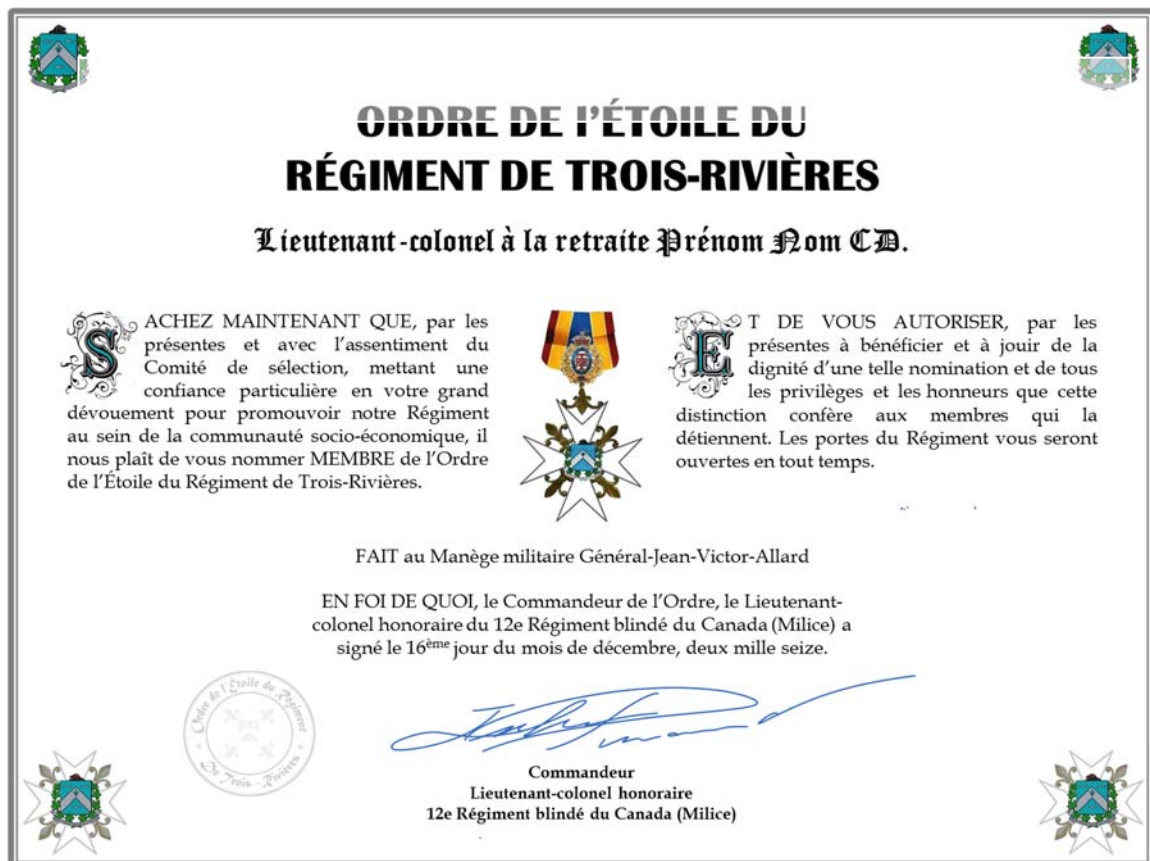 ORDRE DE l'ÉTOILE DU
RÉGIMENT DE TROIS-RIVIÈRES
Lieutenant-colonel à la retraite Prénom Nom CD.
SACHEZ MAINTENANT QUE, par les
présentes et avec l'assentiment du
Comité de sélection, mettant une
confiance particulière en votre grand
dévouement pour promouvoir notre Régiment
au sein de la communauté socio-économique, il
nous plaît de vous nommer MEMBRE de l'Ordre
de l'Étoile du Régiment de Trois-Rivières.
ET DE VOUS AUTORISER, par les
présentes à bénéficier et à jouir de la
dignité d'une telle nomination et de tous
les privilèges et les honneurs que cette
distinction confère aux membres qui la
détiennent. Les portes du Régiment vous seront
ouvertes en tout temps.
FAIT au Manège militaire Général-Jean-Victor-Allard
EN FOI DE QUOI, le Commandeur de l'Ordre, le Lieutenant-
colonel honoraire du 12e Régiment blindé du Canada (Milice) a
signé le 16ème jour du mois de décembre, deux mille seize.
Ordre de l'Étoile du Régiment
De Trois-Rivières
Commandeur
Lieutenant-colonel honoraire
12e Régiment blindé du Canada (Milice)